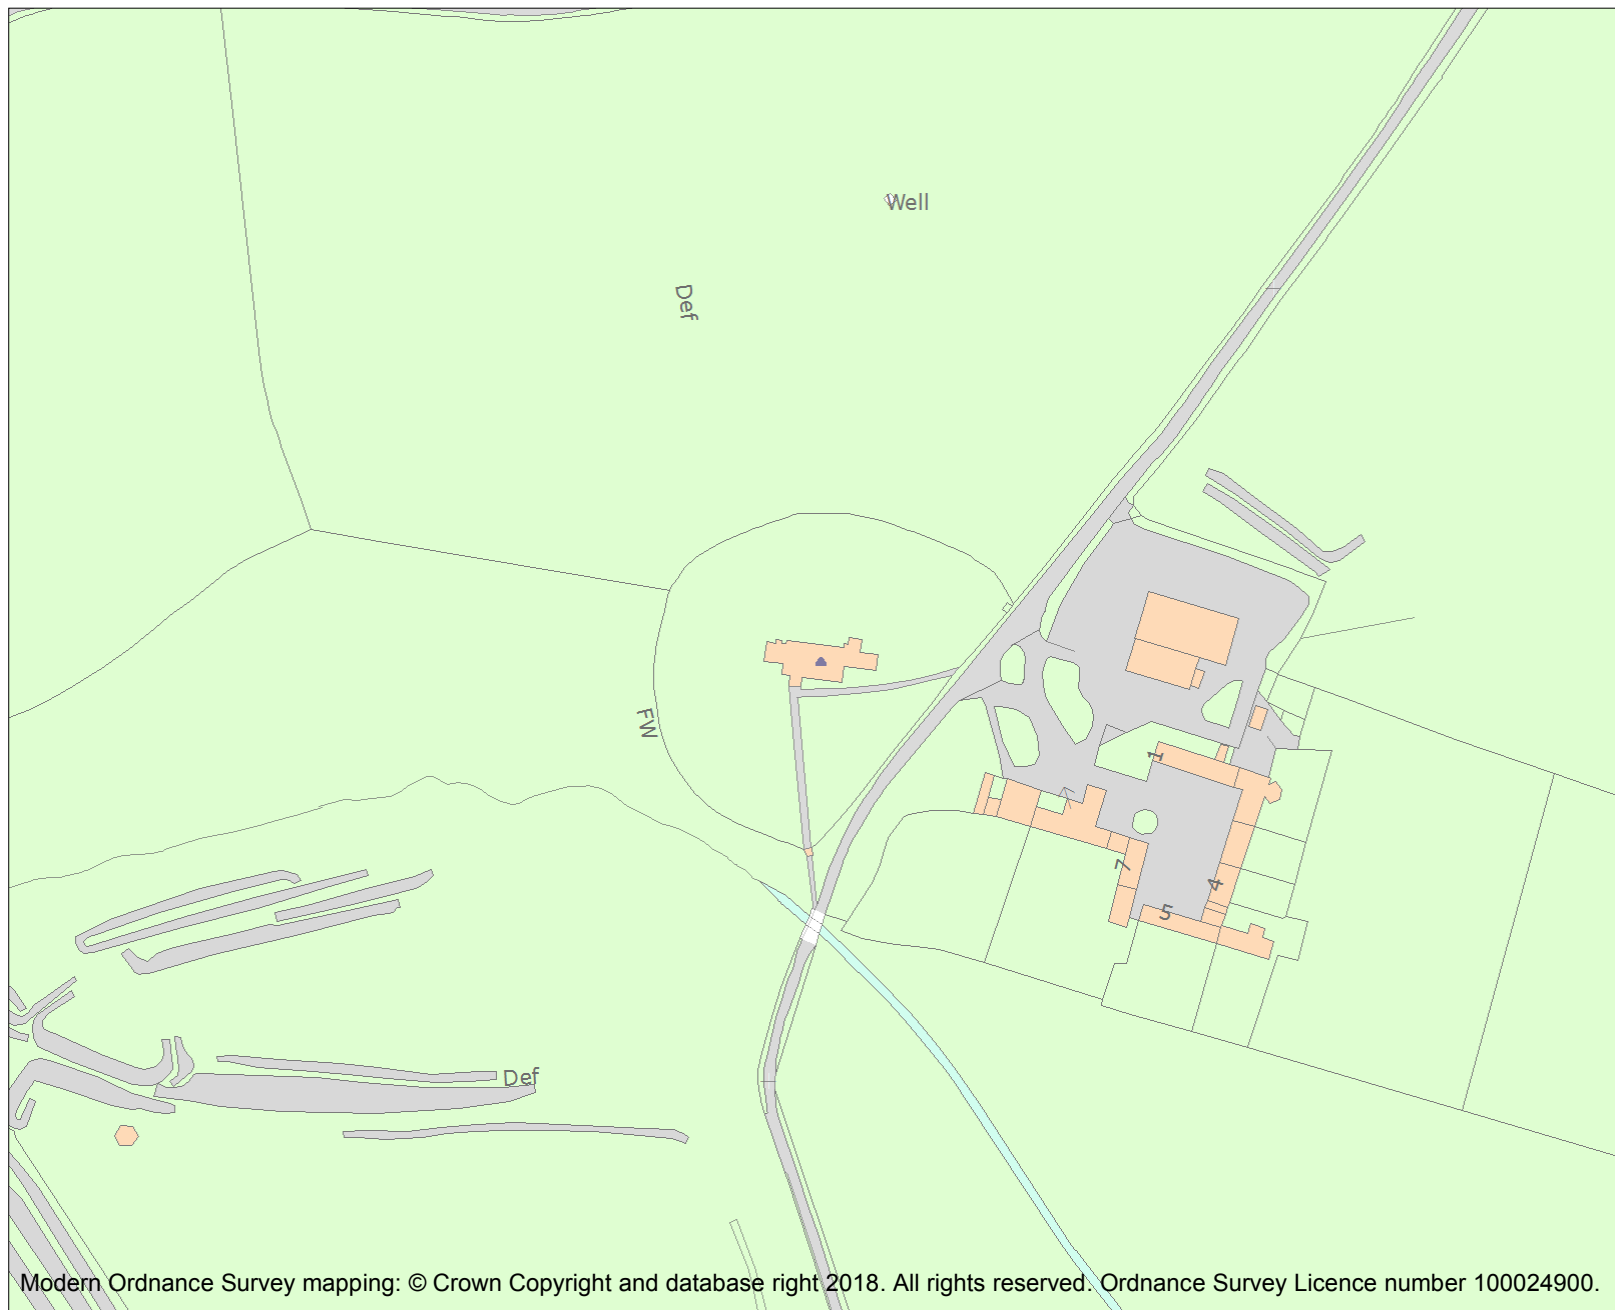 Well
Def
FW
1
7
4
5
Def
Modern Ordnance Survey mapping: © Crown Copyright and database right 2018. All rights reserved. Ordnance Survey Licence number 100024900.